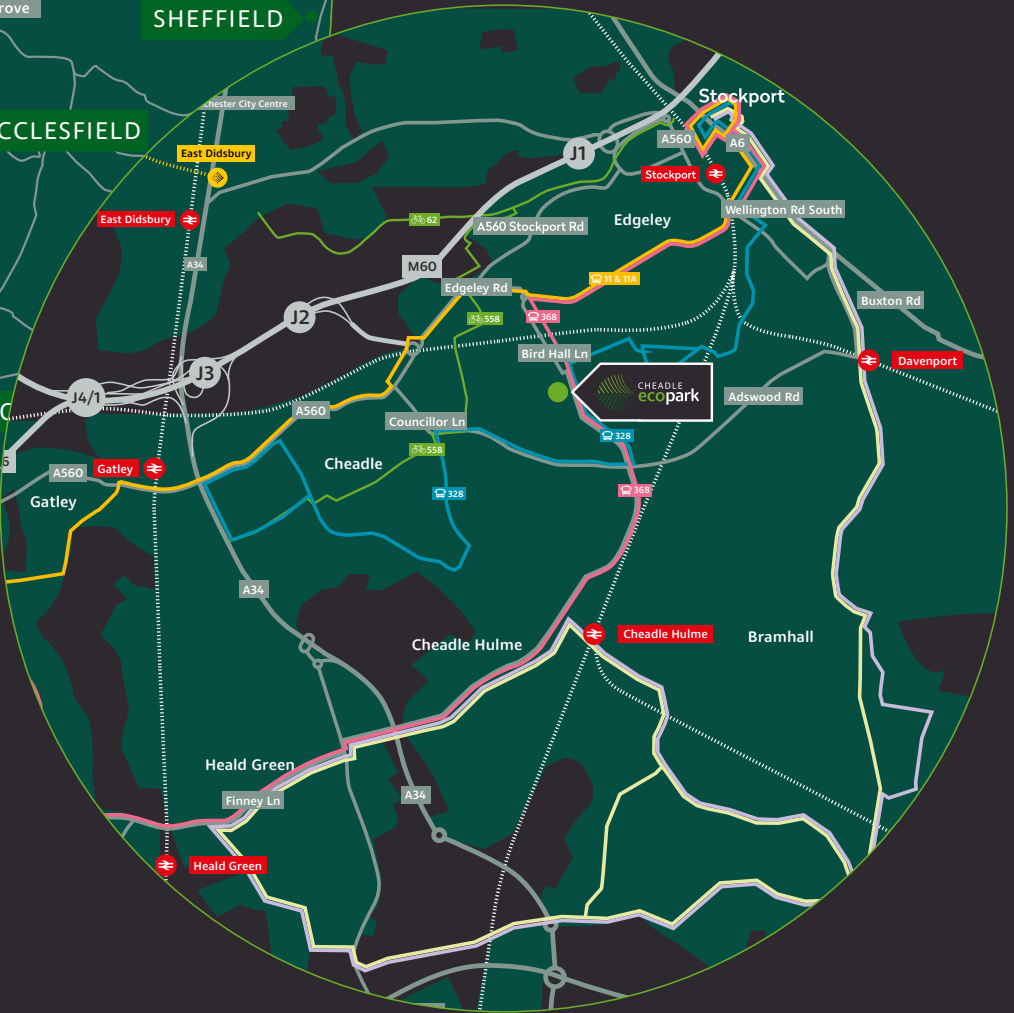 rove
SHEFFIELD
chester City Centre
Stockport
CCLESFIELD
East Didsbury
J1
A560
A6
Stockport
East Didsbury
62
Edgeley
Wellington Rd South
A560 Stockport Rd
A34
M60
11 & 11A
Edgeley Rd
Buxton Rd
J2
558
368
Bird Hall Ln
Davenport
J3
CHEADLE
ecopark
J4/1
Adswood Rd
A560
Councillor Ln
328
558
6
A560
Gatley
Cheadle
328
368
Gatley
A34
Cheadle Hulme
Cheadle Hulme
Bramhall
Heald Green
Finney Ln
A34
Heald Green